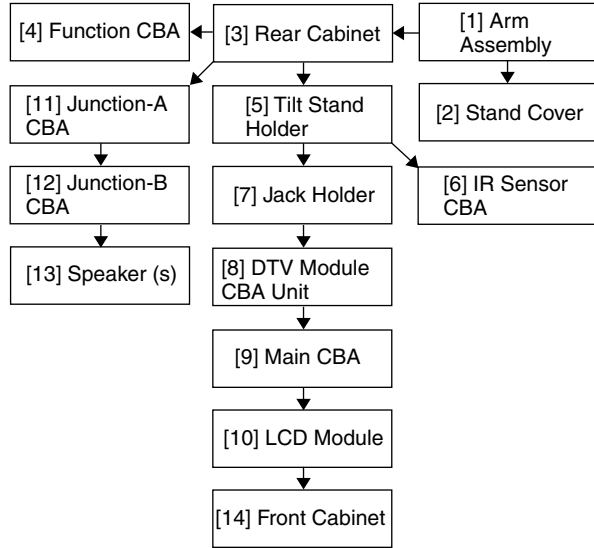 [4] Function CBA
[3] Rear Cabinet
[1] Arm
Assembly
[11] Junction-A
CBA
[5] Tilt Stand
Holder
[2] Stand Cover
[12] Junction-B
CBA
[7] Jack Holder
[6] IR Sensor
CBA
[13] Speaker (s)
[8] DTV Module
CBA Unit
[9] Main CBA
[10] LCD Module
[14] Front Cabinet